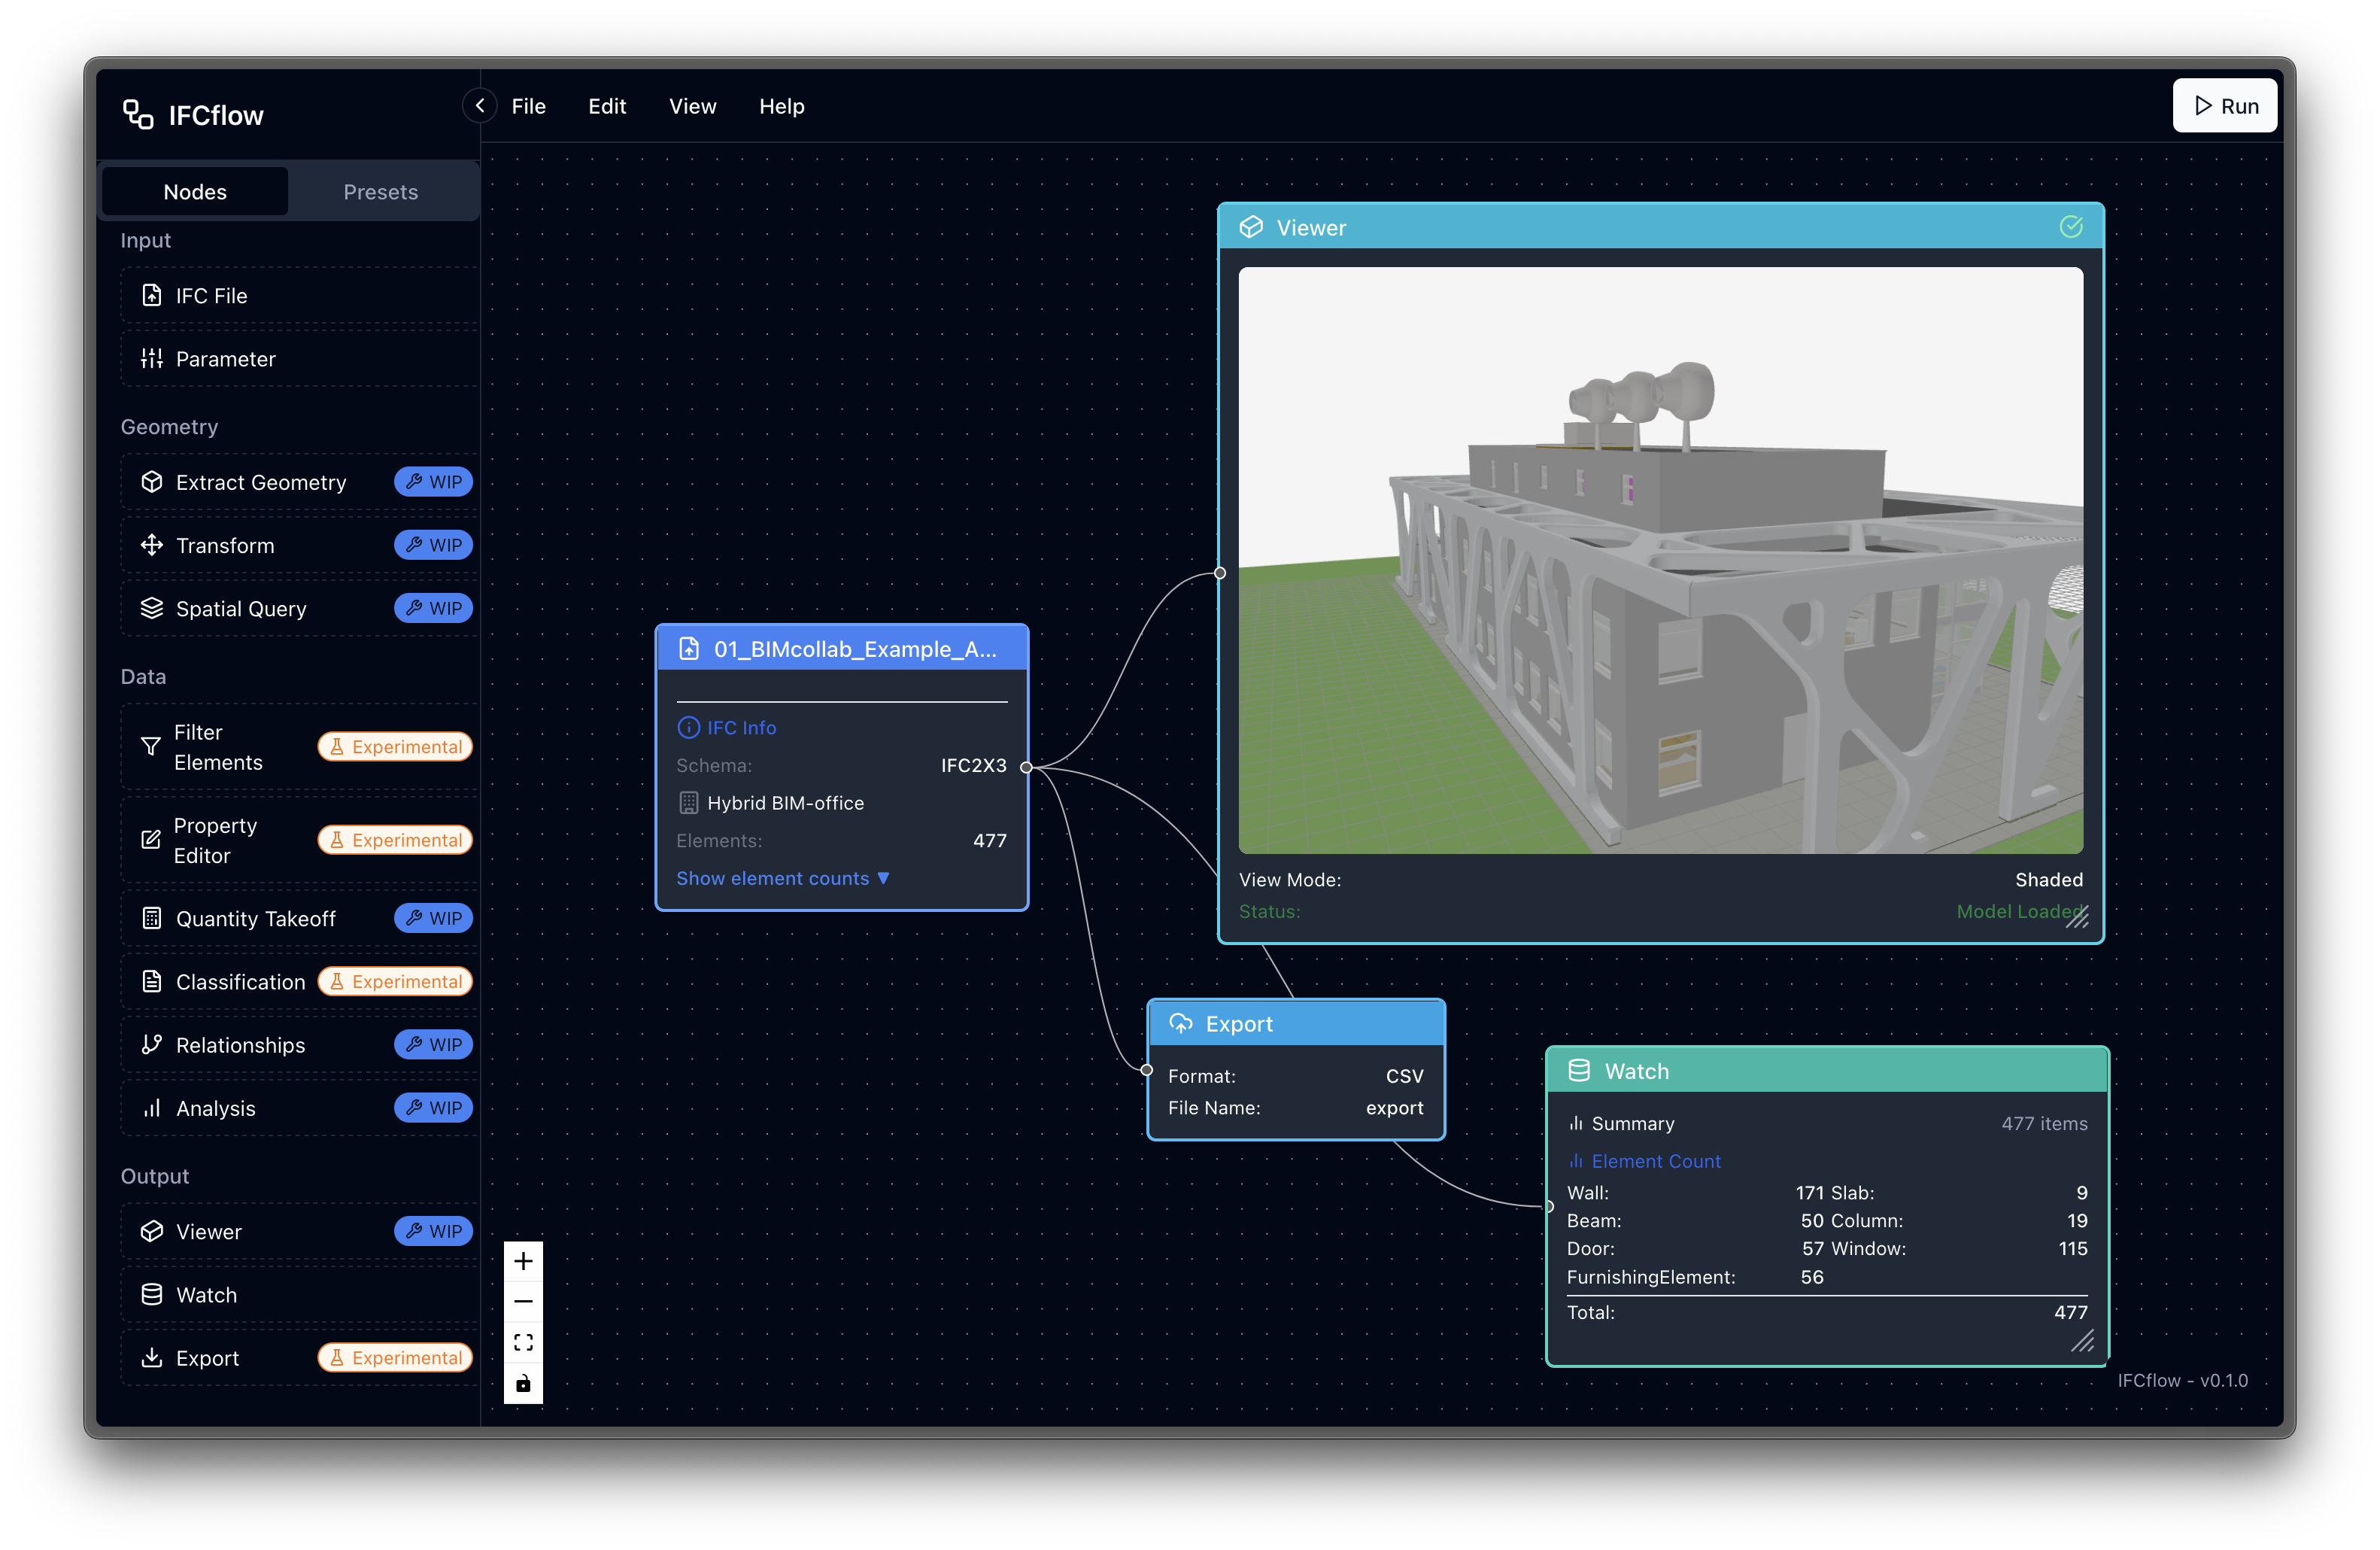 IFCflow
File Edit View Help
Run
Nodes Presets
Input
IFC File
Parameter
Geometry
Extract Geometry WIP
Transform WIP
Spatial Query WIP
Data
Filter
Elements
Experimental
Property
Editor
Experimental
Quantity Takeoff WIP
Classification Experimental
Relationships WIP
Analysis WIP
Output
Viewer WIP
Watch
Export Experimental
01_BIMcollab_Example_A...
IFC Info
Schema: IFC2X3
Hybrid BIM-office
Elements: 477
Show element counts ▼
Viewer
View Mode: Shaded
Status: Model Loaded
Export
Format: CSV
File Name: export
Watch
Summary 477 items
Element Count
Wall: 171 Slab: 9
Beam: 50 Column: 19
Door: 57 Window: 115
FurnishingElement: 56
Total: 477
IFCflow - v0.1.0